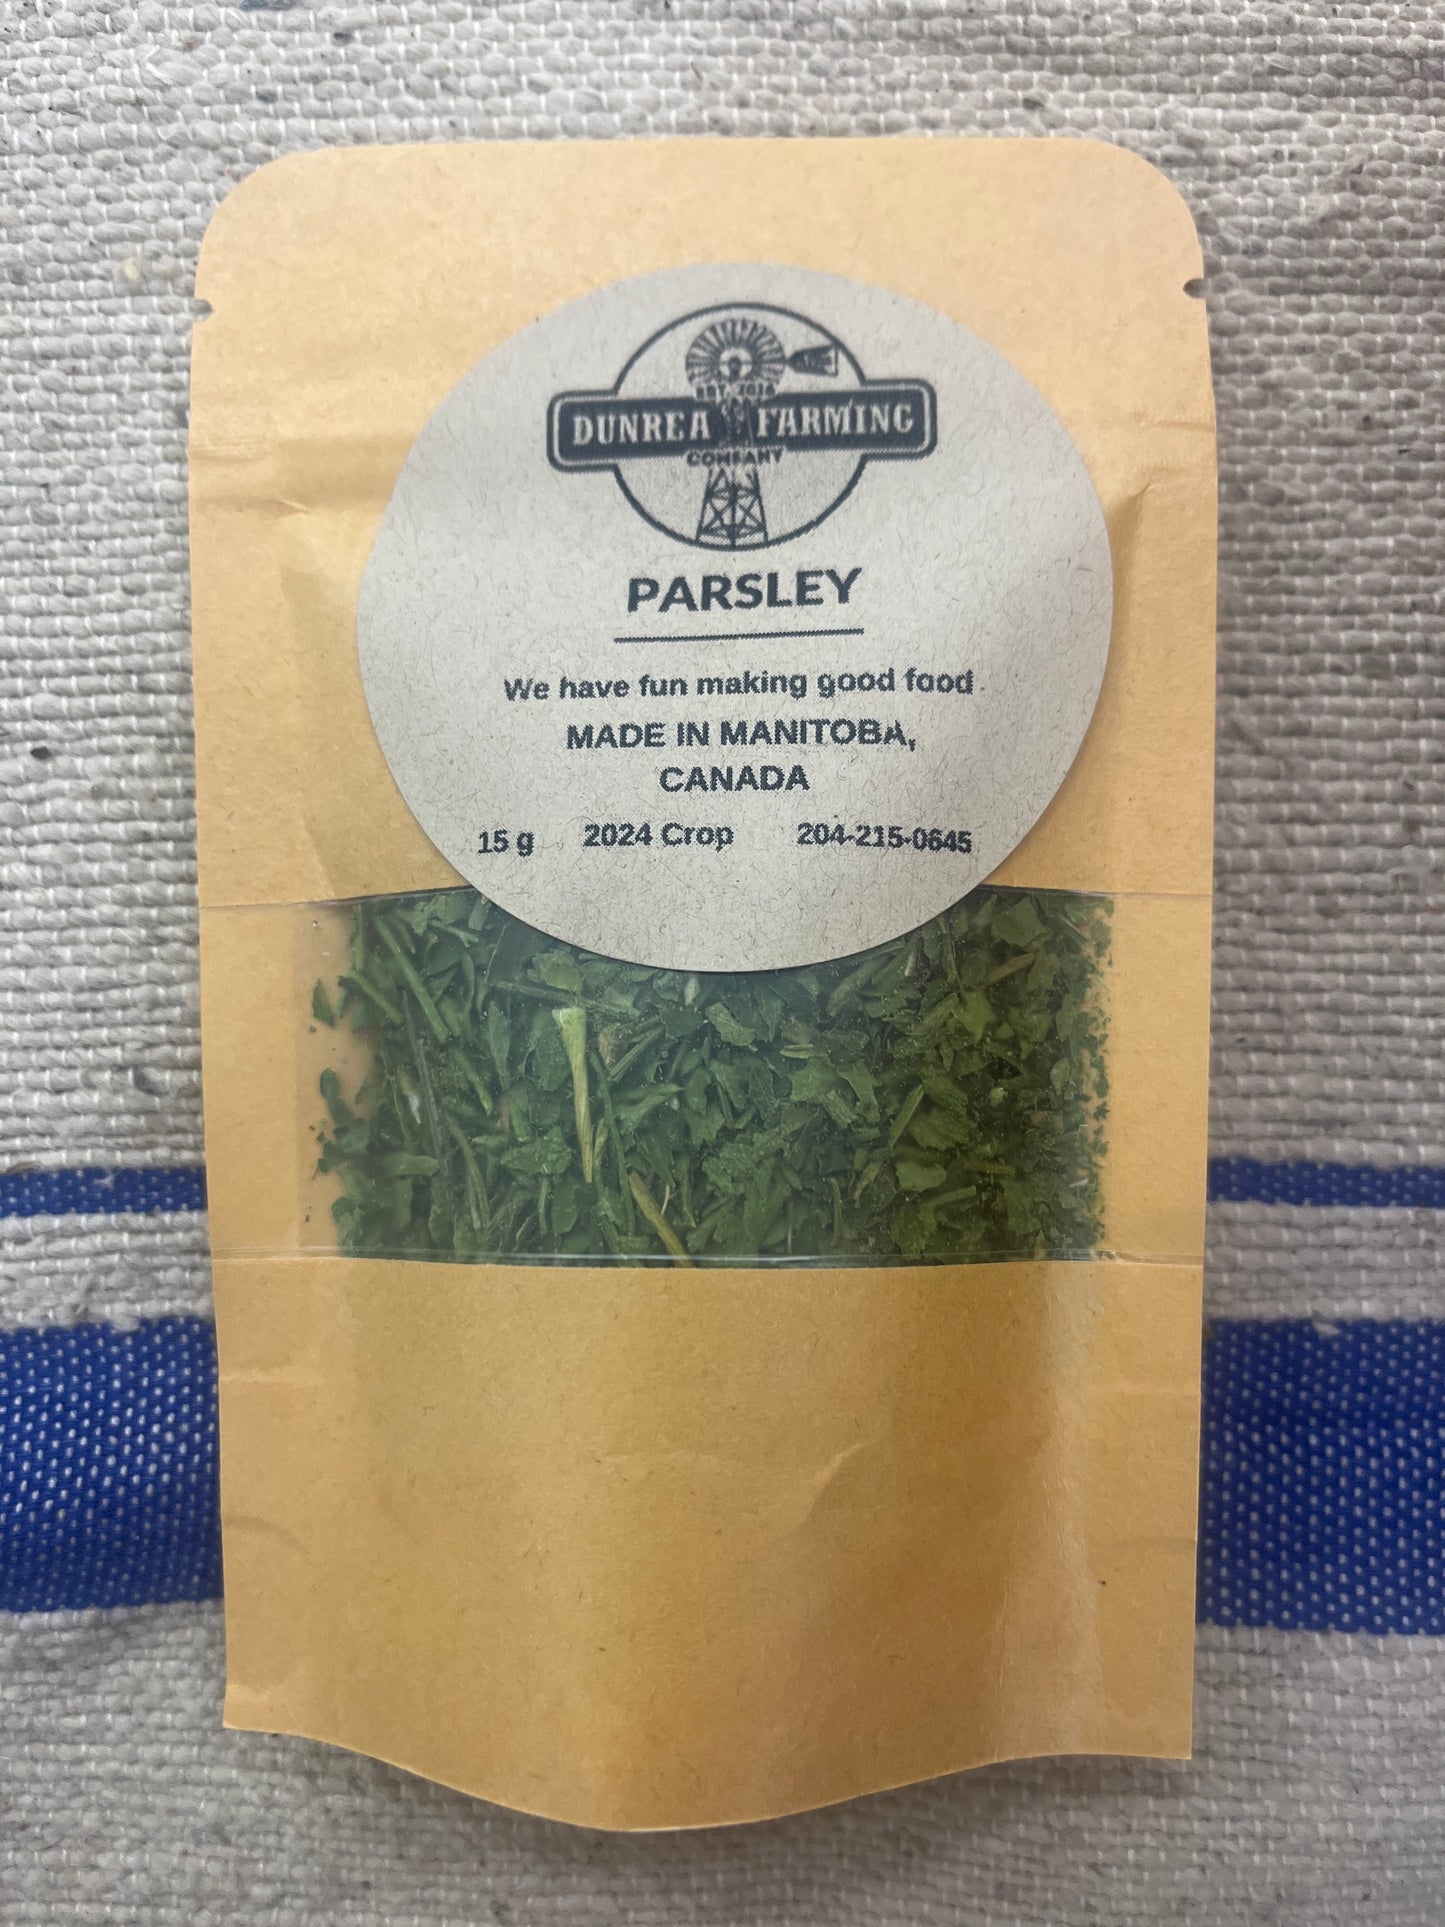 DUNREA FARMING
COMPANY
PARSLEY
We have fun making good food
MADE IN MANITOBA,
CANADA
15 g 2024 Crop 204-215-0645